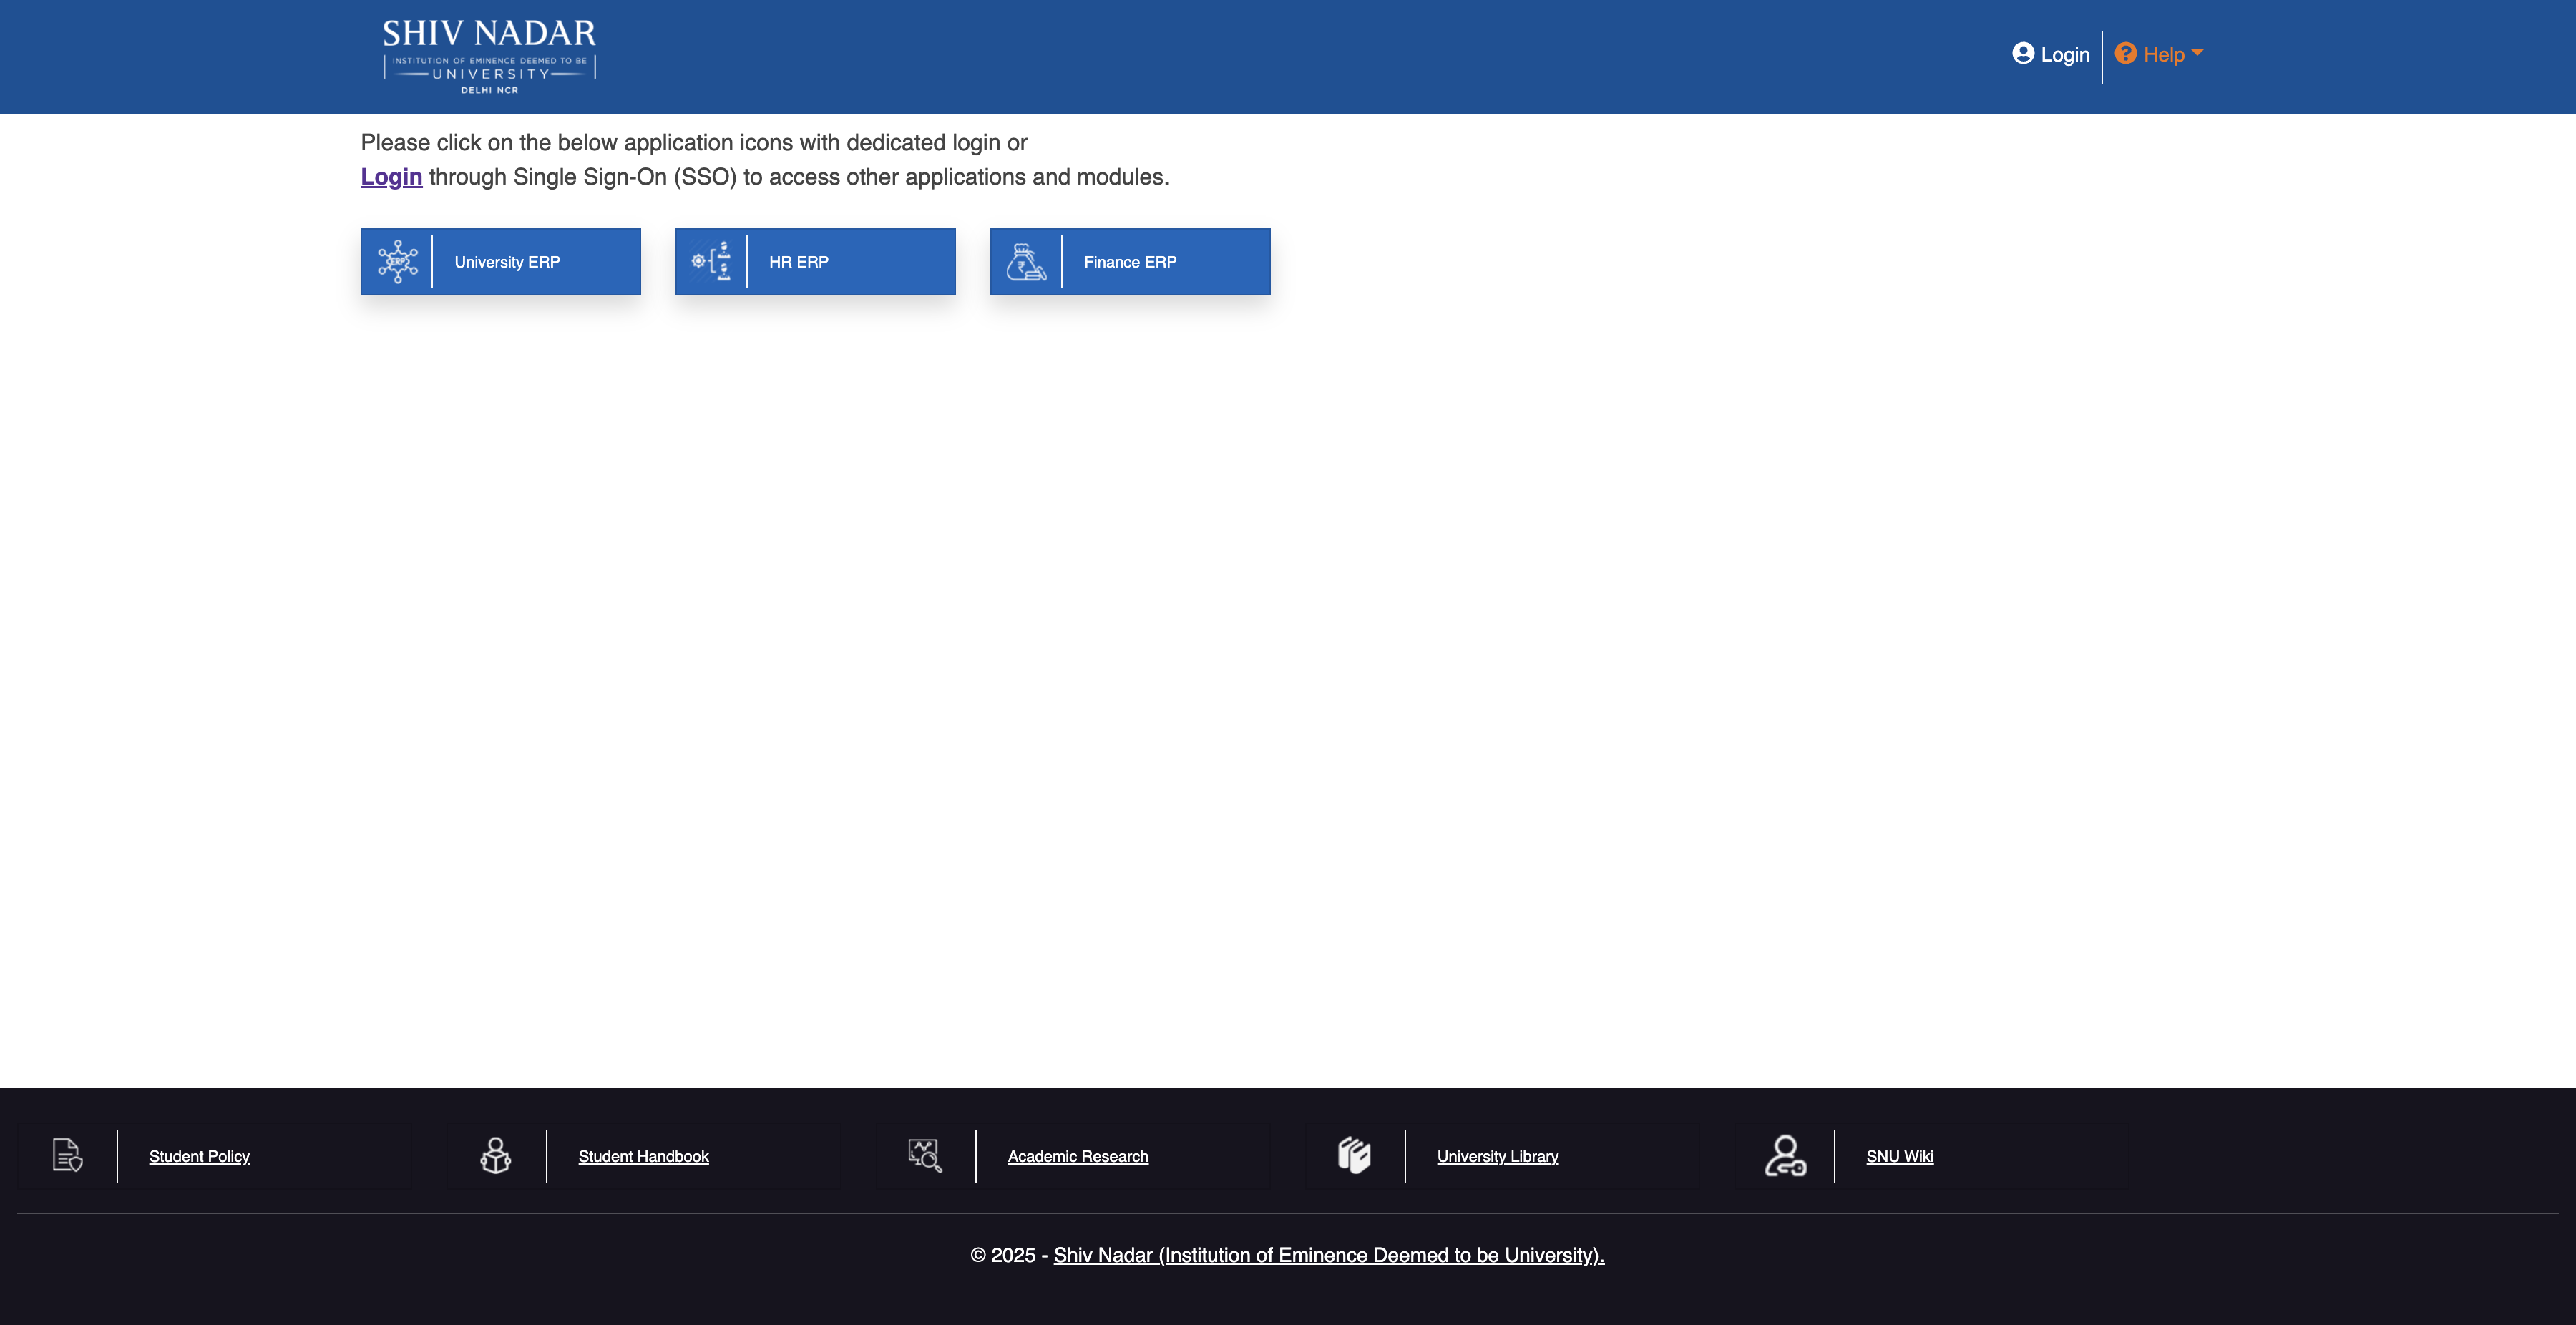 SHIV NADAR
INSTITUTION OF EMINENCE DEEMED TO BE
UNIVERSITY
DELHI NCR
Login
Help
Please click on the below application icons with dedicated login or
Login through Single Sign-On (SSO) to access other applications and modules.
ERP
University ERP
HR ERP
₹
Finance ERP
Student Policy
Student Handbook
Academic Research
University Library
SNU Wiki
© 2025 - Shiv Nadar (Institution of Eminence Deemed to be University).